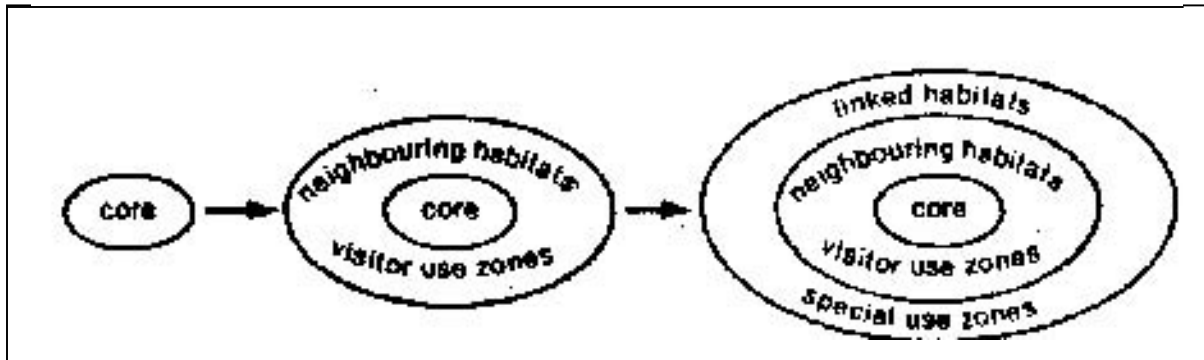 core
neighbouring habitats
core
visitor use zones
linked habitats
neighbouring habitats
core
visitor use zones
special use zones